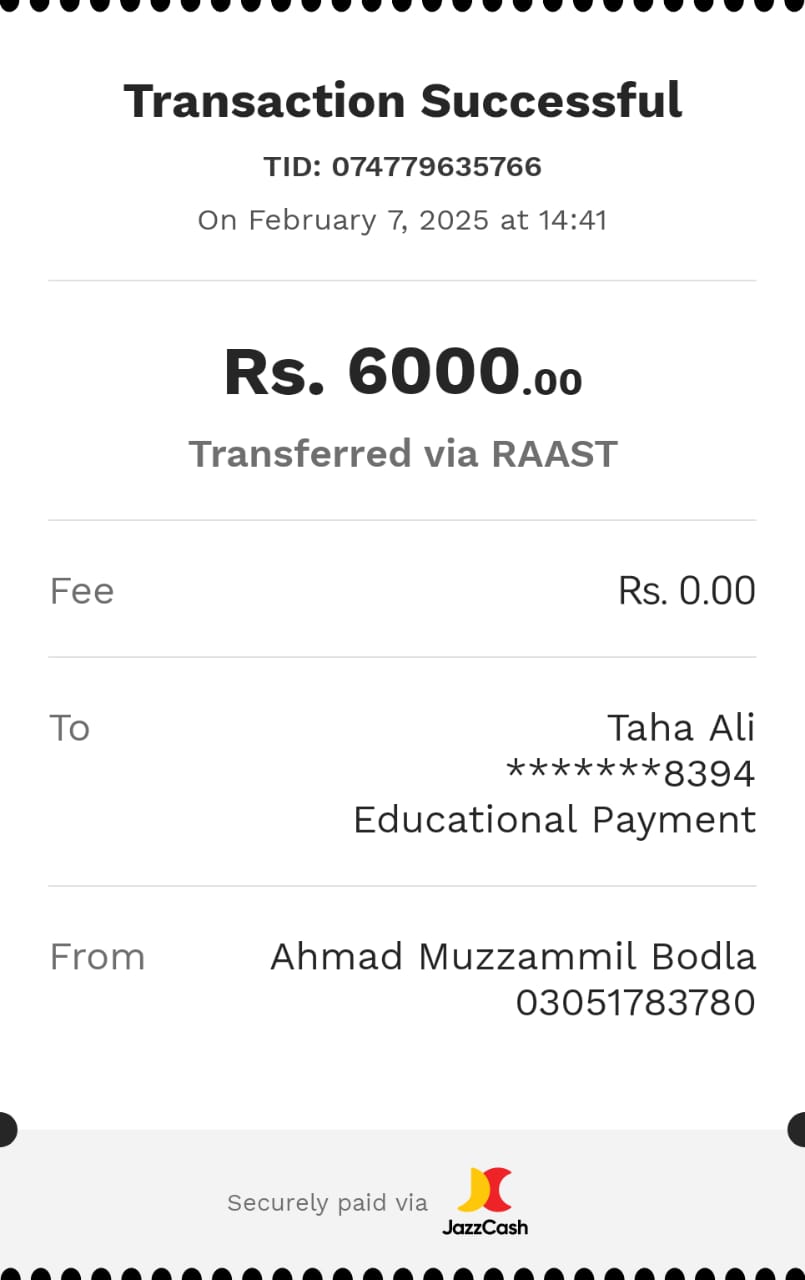 Transaction Successful
TID: 074779635766
On February 7, 2025 at 14:41
Rs. 6000.00
Transferred via RAAST
Fee Rs. 0.00
To Taha Ali
*******8394
Educational Payment
From Ahmad Muzzammil Bodla
03051783780
Securely paid via JazzCash